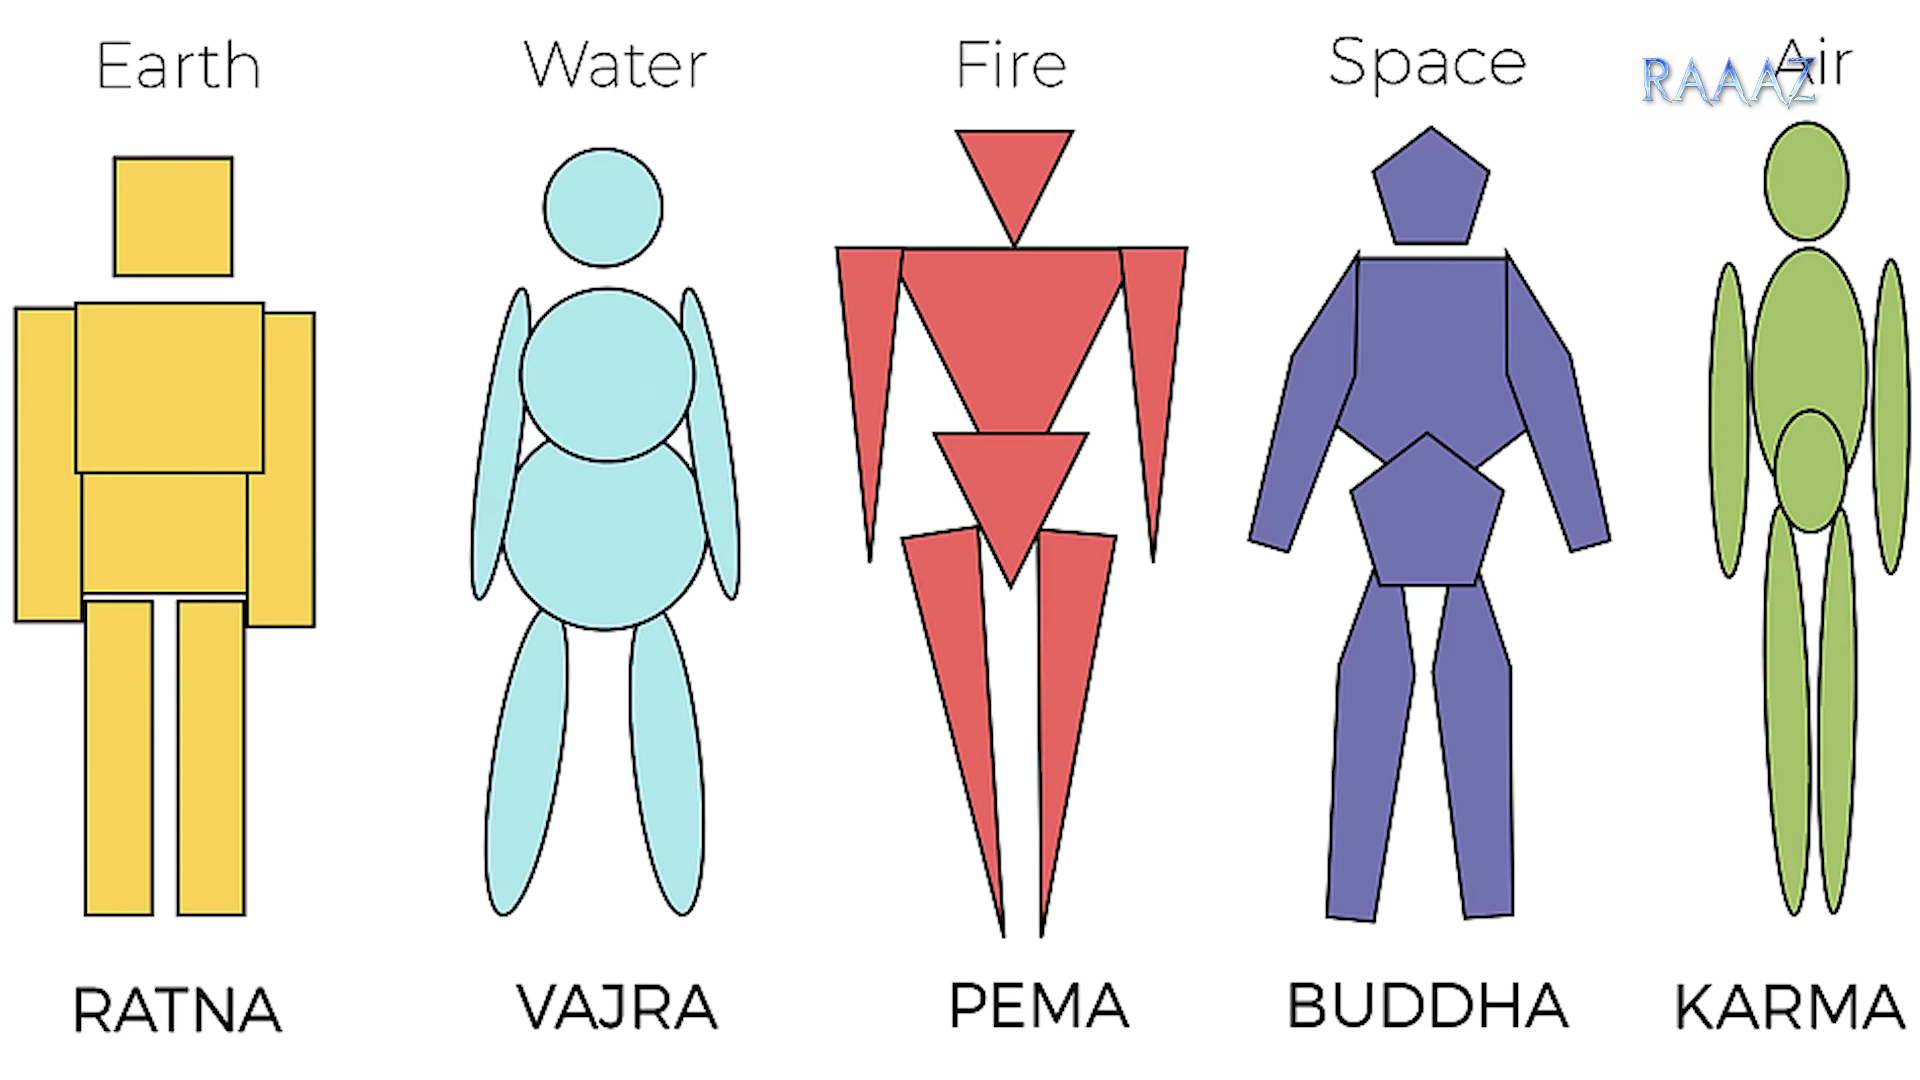 Earth
Water
Fire
Space
Air
RAAAZ
RATNA
VAJRA
PEMA
BUDDHA
KARMA